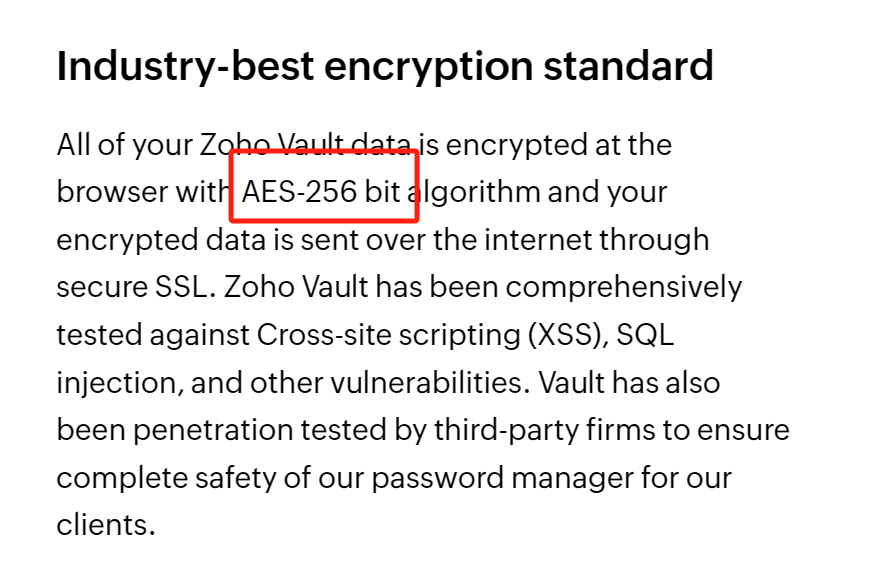 Industry-best encryption standard
All of your Zoho Vault data is encrypted at the
browser with AES-256 bit algorithm and your
encrypted data is sent over the internet through
secure SSL. Zoho Vault has been comprehensively
tested against Cross-site scripting (XSS), SQL
injection, and other vulnerabilities. Vault has also
been penetration tested by third-party firms to ensure
complete safety of our password manager for our
clients.